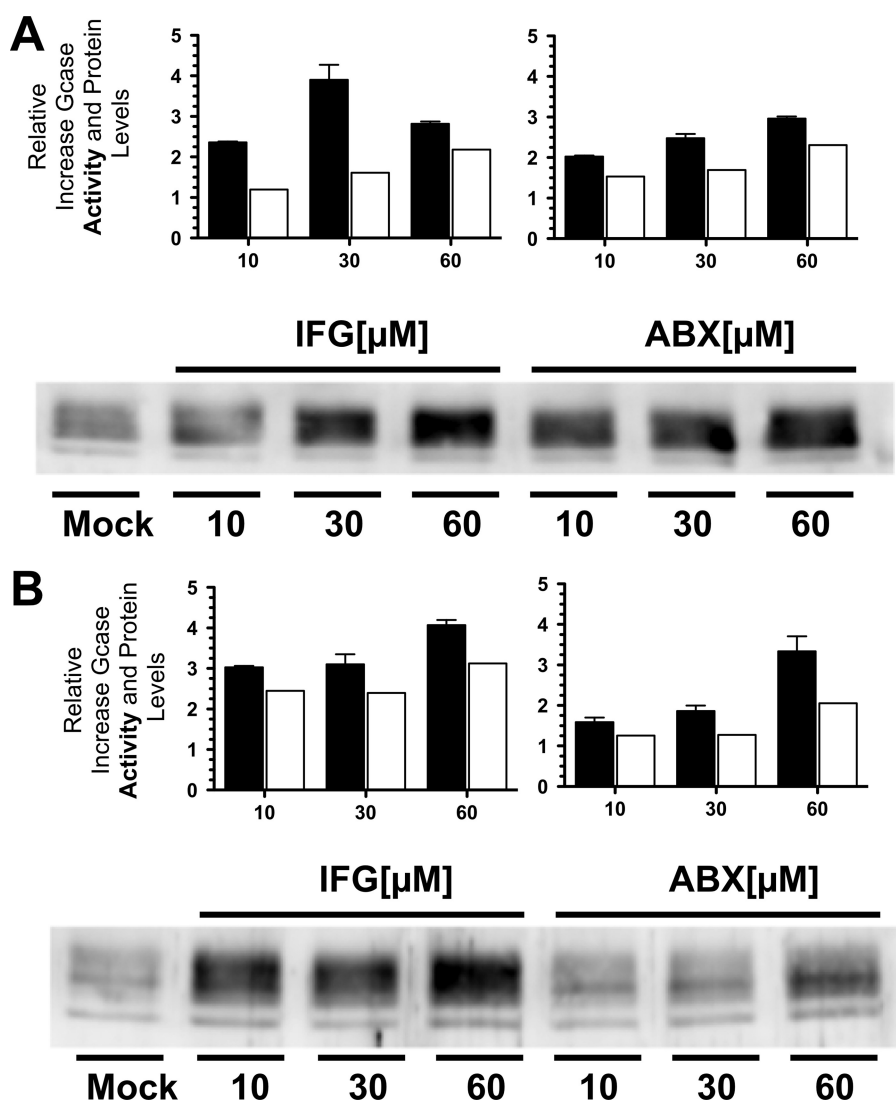 A
Relative
Increase Gcase
Activity and Protein
Levels
5
4
3
2
1
0
10 30 60
5
4
3
2
1
0
10 30 60
IFG[µM] ABX[µM]
Mock 10 30 60 10 30 60
B
Relative
Increase Gcase
Activity and Protein
Levels
5
4
3
2
1
0
10 30 60
5
4
3
2
1
0
10 30 60
IFG[µM] ABX[µM]
Mock 10 30 60 10 30 60